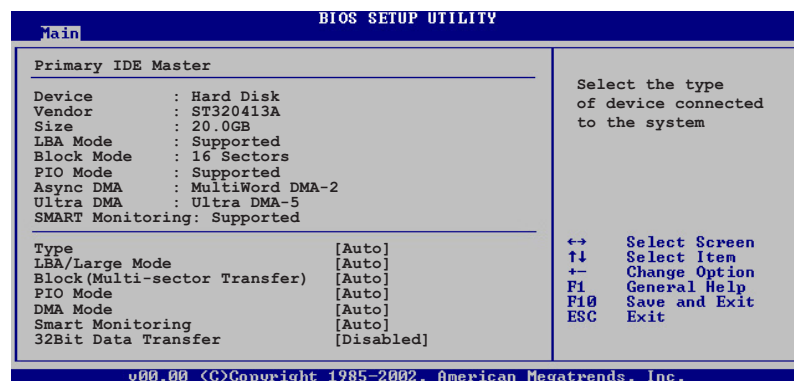 BIOS SETUP UTILITY
Main
Primary IDE Master
Device : Hard Disk
Vendor : ST320413A
Size : 20.0GB
LBA Mode : Supported
Block Mode : 16 Sectors
PIO Mode : Supported
Async DMA : MultiWord DMA-2
Ultra DMA : Ultra DMA-5
SMART Monitoring: Supported
Type [Auto]
LBA/Large Mode [Auto]
Block(Multi-sector Transfer) [Auto]
PIO Mode [Auto]
DMA Mode [Auto]
Smart Monitoring [Auto]
32Bit Data Transfer [Disabled]
Select the type
of device connected
to the system
←→ Select Screen
↑↓ Select Item
+- Change Option
F1 General Help
F10 Save and Exit
ESC Exit
v00.00 (C)Copyright 1985-2002, American Megatrends, Inc.